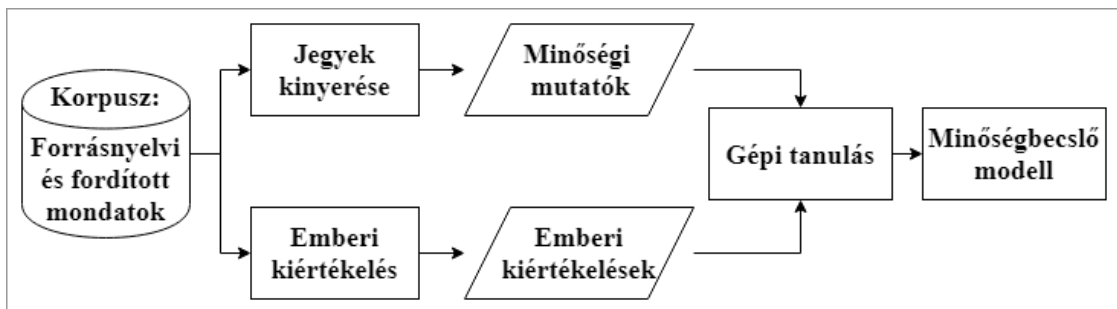 Korpusz:
Forrásnyelvi
és fordított
mondatok
Jegyek
kinyerése
Minőségi
mutatók
Emberi
kiértékelés
Emberi
kiértékelések
Gépi tanulás
Minőségbecslő
modell